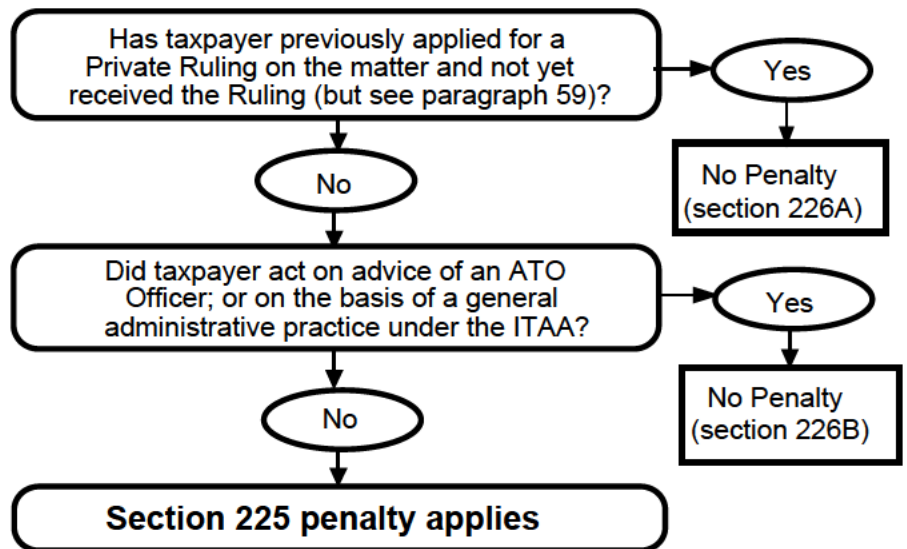 Has taxpayer previously applied for a
Private Ruling on the matter and not yet
received the Ruling (but see paragraph 59)?
Yes
No Penalty
(section 226A)
No
Did taxpayer act on advice of an ATO
Officer; or on the basis of a general
administrative practice under the ITAA?
Yes
No Penalty
(section 226B)
No
Section 225 penalty applies